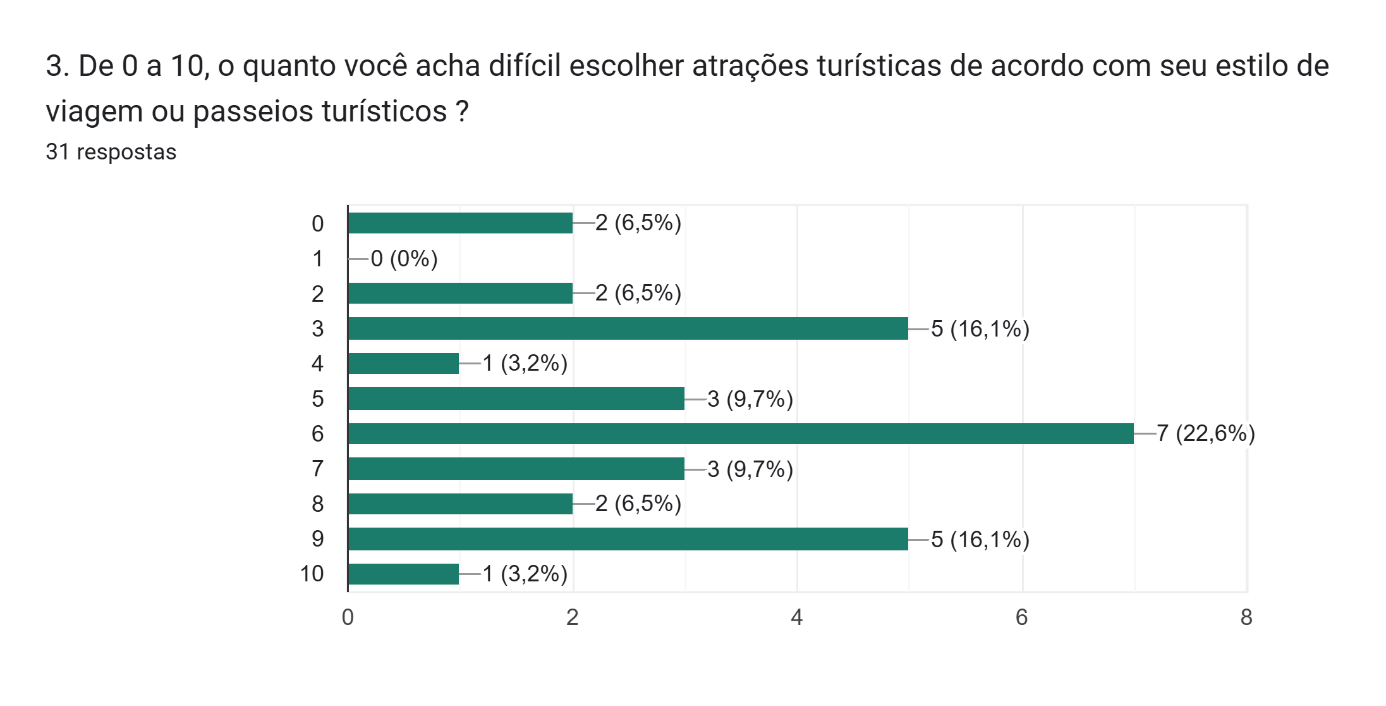 3. De 0 a 10, o quanto você acha difícil escolher atrações turísticas de acordo com seu estilo de
viagem ou passeios turísticos ?
31 respostas
0 2 (6,5%)
1 0 (0%)
2 2 (6,5%)
3 5 (16,1%)
4 1 (3,2%)
5 3 (9,7%)
6 7 (22,6%)
7 3 (9,7%)
8 2 (6,5%)
9 5 (16,1%)
10 1 (3,2%)
0 2 4 6 8